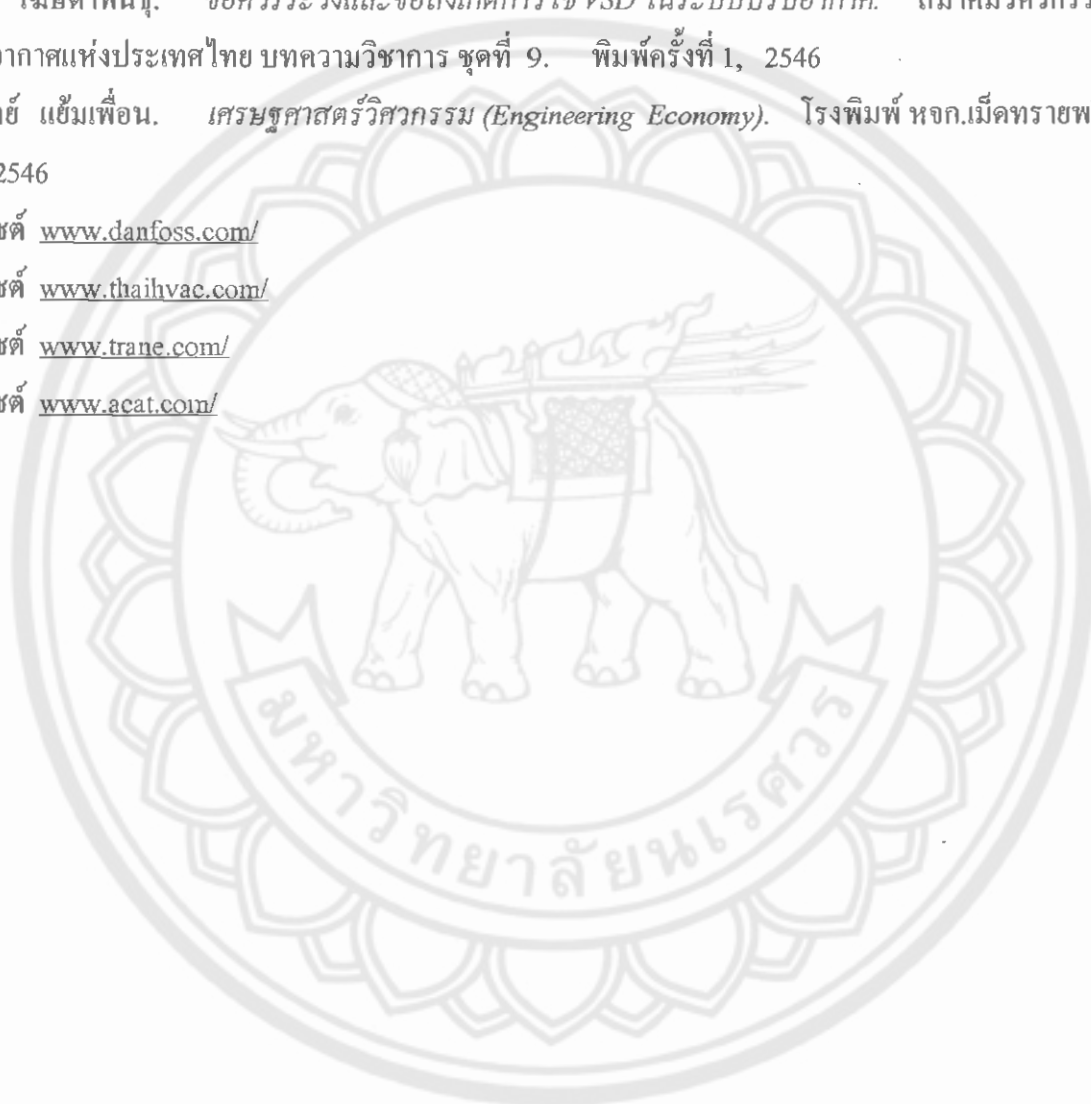 โฆษิตาพันธุ์. ข้อควรระวังและข้อสังเกตการใช้ VSD ในระบบปรับอากาศ.
อากาศแห่งประเทศไทย บทความวิชาการ ชุดที่ 9. พิมพ์ครั้งที่ 1, 2546
แย้มเพื่อน. เศรษฐศาสตร์วิศวกรรม (Engineering Economy). โรงพิมพ์ หจก.เม็ดทราย
2546
www.danfoss.com/
www.thaihvac.com/
www.trane.com/
www.acat.com/
มหาวิทยาลัยนเรศวร